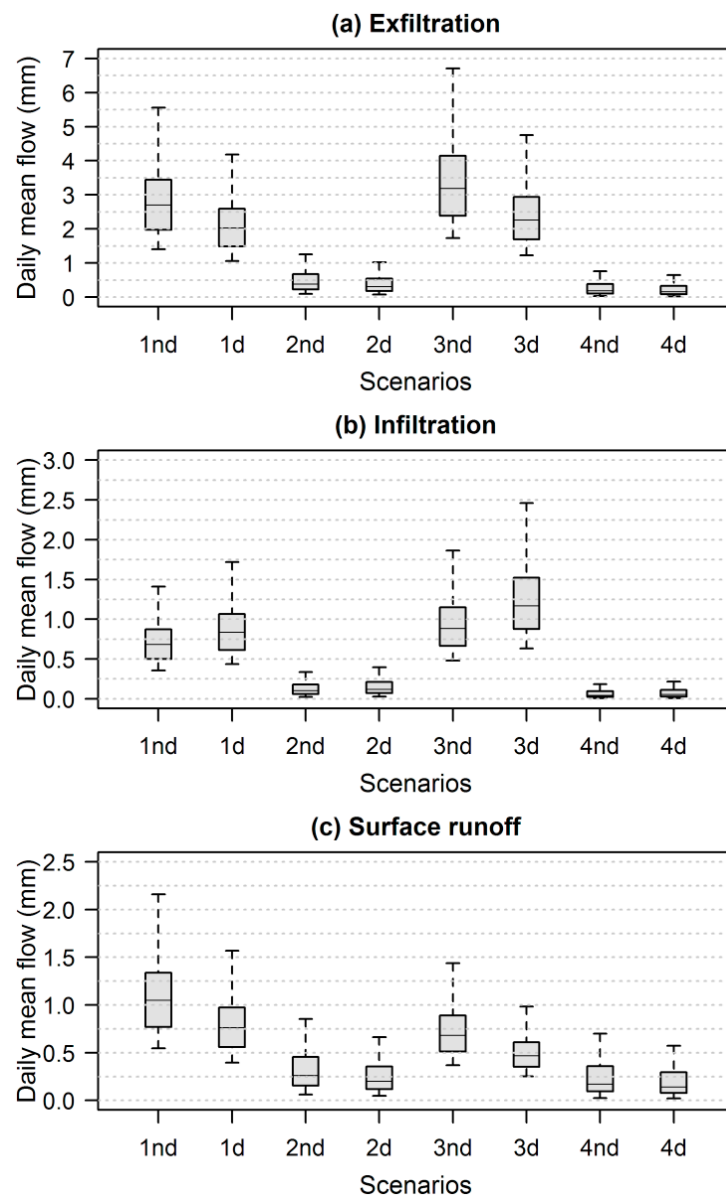 (a) Exfiltration
Daily mean flow (mm)
7
6
5
4
3
2
1
0
1nd 1d 2nd 2d 3nd 3d 4nd 4d
Scenarios
(b) Infiltration
Daily mean flow (mm)
3.0
2.5
2.0
1.5
1.0
0.5
0.0
1nd 1d 2nd 2d 3nd 3d 4nd 4d
Scenarios
(c) Surface runoff
Daily mean flow (mm)
2.5
2.0
1.5
1.0
0.5
0.0
1nd 1d 2nd 2d 3nd 3d 4nd 4d
Scenarios